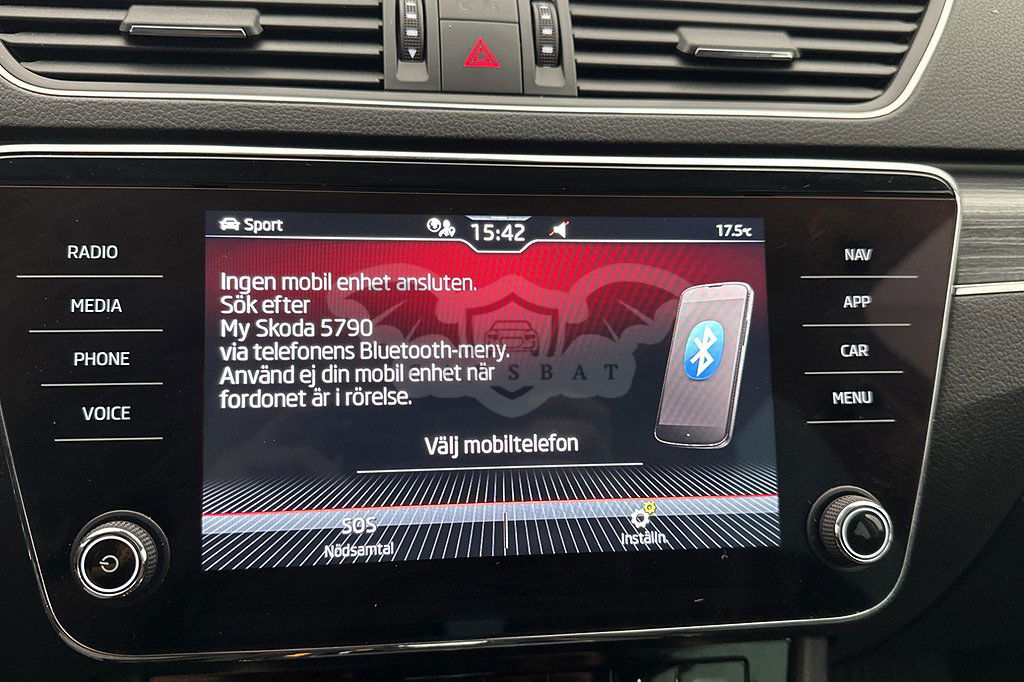 Sport
15:42
17.5°C
RADIO
MEDIA
PHONE
VOICE
Ingen mobil enhet ansluten.
Sök efter
My Skoda 5790
via telefonens Bluetooth-meny.
Använd ej din mobil enhet när
fordonet är i rörelse.
Välj mobiltelefon
SOS
Nödsamtal
Inställn.
NAV
APP
CAR
MENU